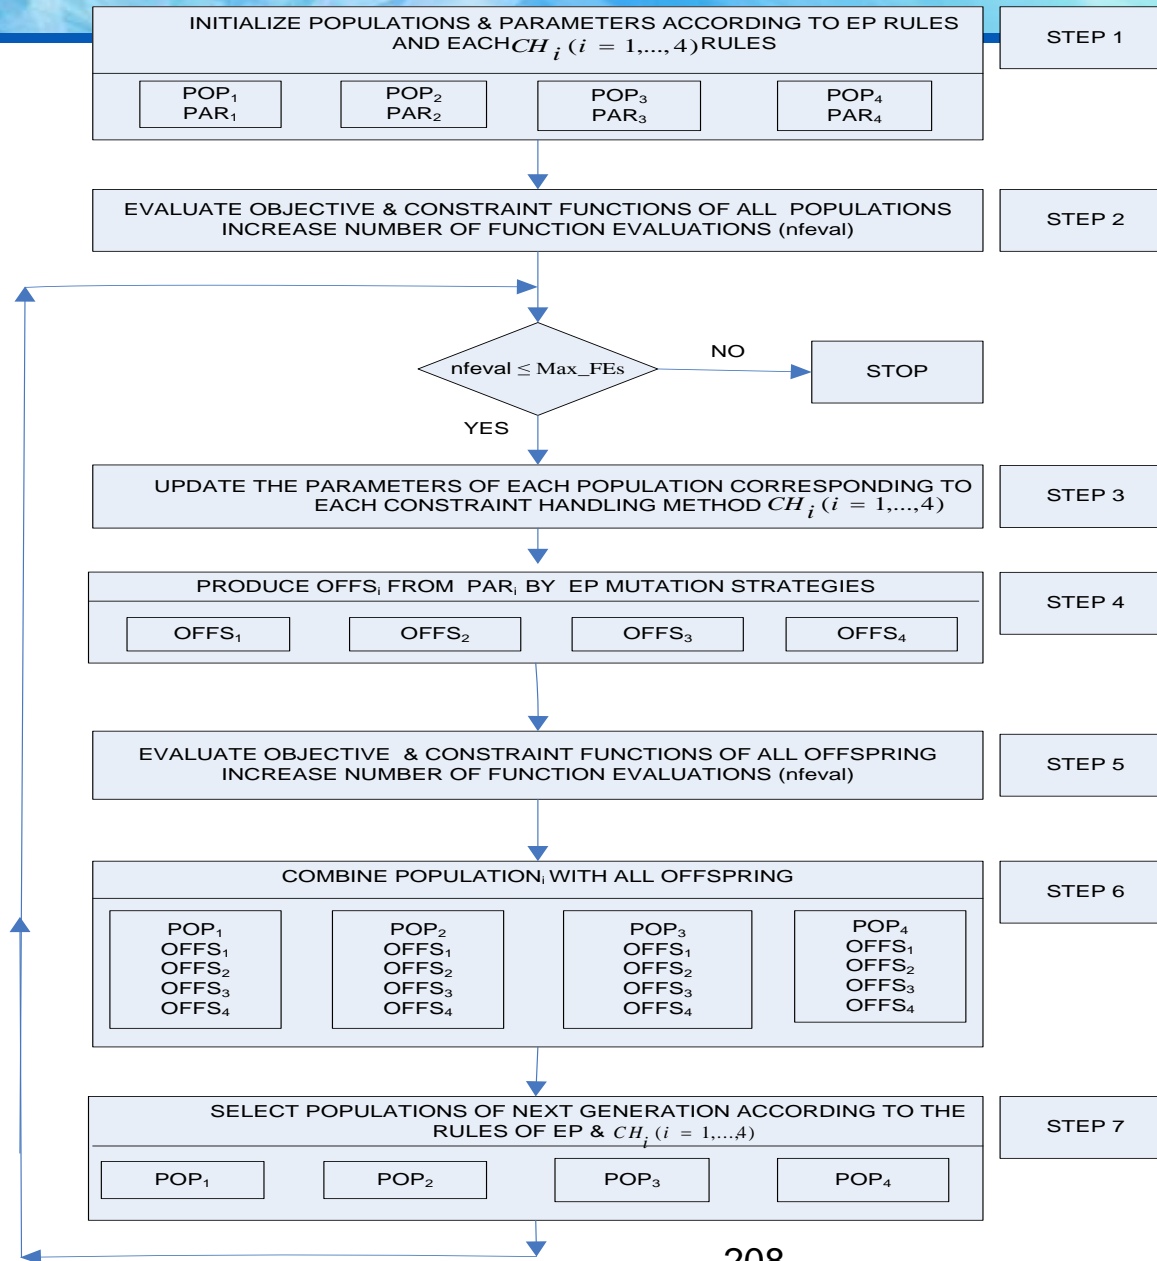 INITIALIZE POPULATIONS & PARAMETERS ACCORDING TO EP RULES
AND EACH CH i (i = 1,..., 4) RULES
STEP 1
POP₁
PAR₁
POP₂
PAR₂
POP₃
PAR₃
POP₄
PAR₄
EVALUATE OBJECTIVE & CONSTRAINT FUNCTIONS OF ALL POPULATIONS
INCREASE NUMBER OF FUNCTION EVALUATIONS (nfeval)
STEP 2
nfeval ≤ Max_FEs
NO
STOP
YES
UPDATE THE PARAMETERS OF EACH POPULATION CORRESPONDING TO
EACH CONSTRAINT HANDLING METHOD CH i (i = 1,...,4)
STEP 3
PRODUCE OFFSᵢ FROM PARᵢ BY EP MUTATION STRATEGIES
STEP 4
OFFS₁
OFFS₂
OFFS₃
OFFS₄
EVALUATE OBJECTIVE & CONSTRAINT FUNCTIONS OF ALL OFFSPRING
INCREASE NUMBER OF FUNCTION EVALUATIONS (nfeval)
STEP 5
COMBINE POPULATIONᵢ WITH ALL OFFSPRING
STEP 6
POP₁
OFFS₁
OFFS₂
OFFS₃
OFFS₄
POP₂
OFFS₁
OFFS₂
OFFS₃
OFFS₄
POP₃
OFFS₁
OFFS₂
OFFS₃
OFFS₄
POP₄
OFFS₁
OFFS₂
OFFS₃
OFFS₄
SELECT POPULATIONS OF NEXT GENERATION ACCORDING TO THE
RULES OF EP & CH i (i = 1,...,4)
STEP 7
POP₁
POP₂
POP₃
POP₄
208